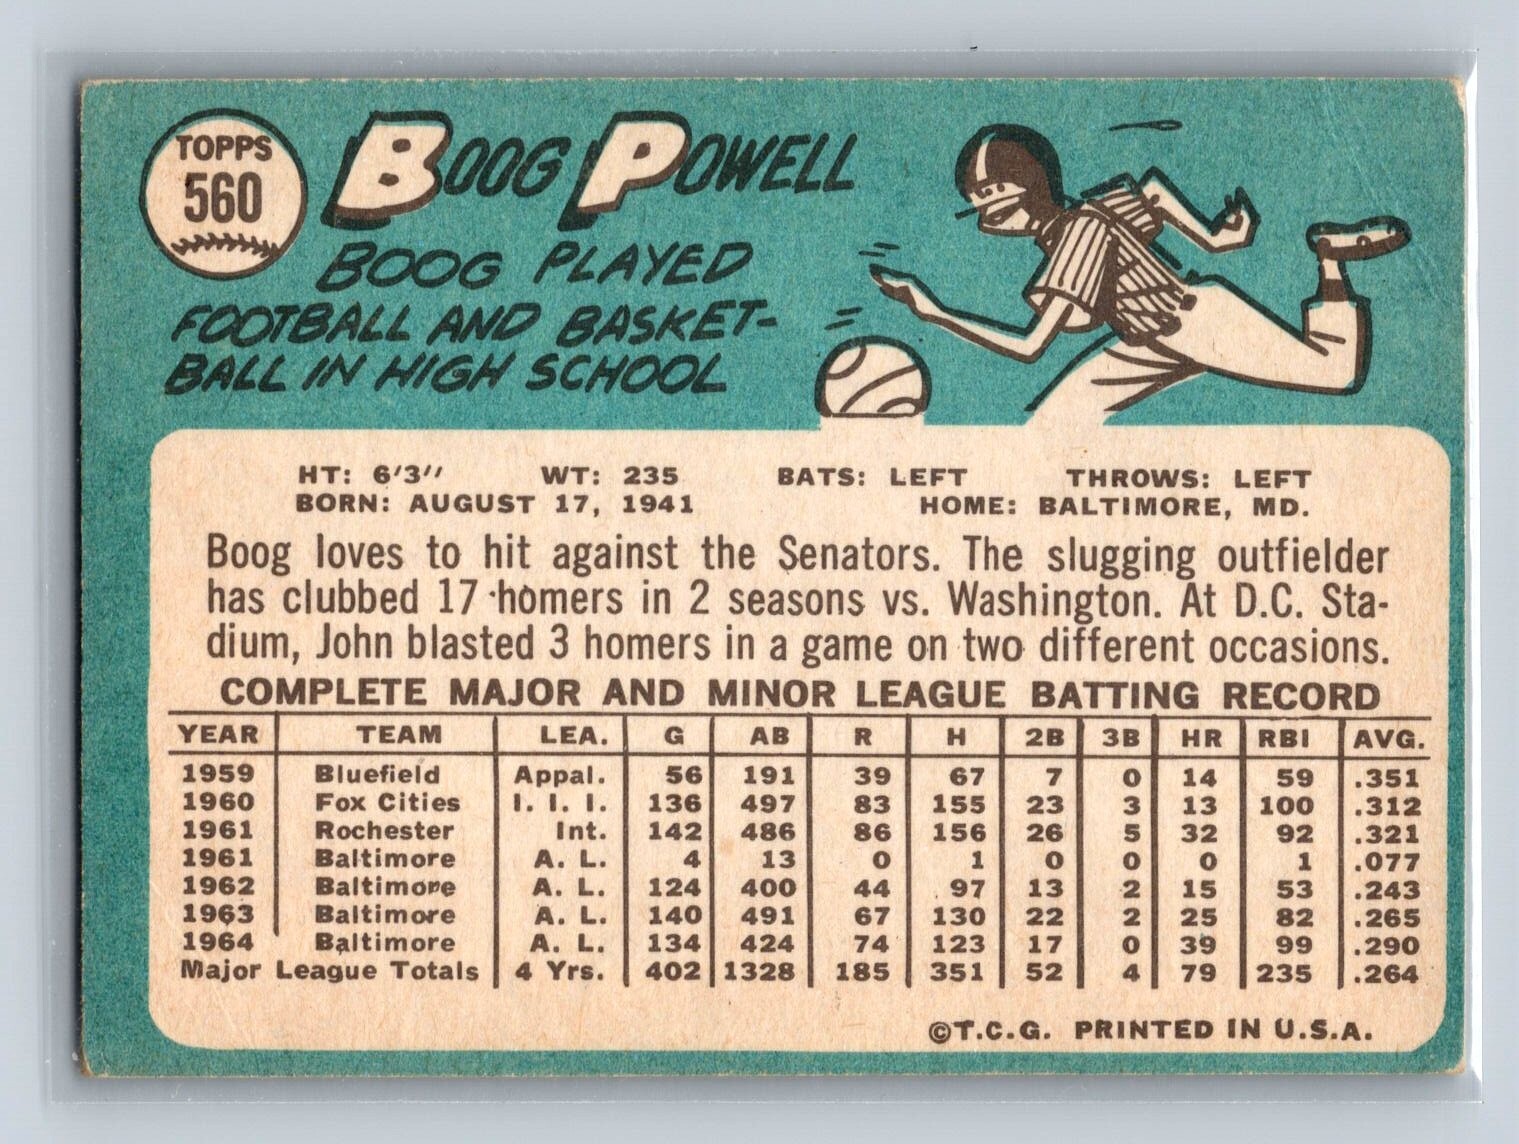 TOPPS
560
BOOG POWELL
BOOG PLAYED
FOOTBALL AND BASKET-
BALL IN HIGH SCHOOL
HT: 6'3" WT: 235 BATS: LEFT THROWS: LEFT
BORN: AUGUST 17, 1941 HOME: BALTIMORE, MD.
Boog loves to hit against the Senators. The slugging outfielder
has clubbed 17 homers in 2 seasons vs. Washington. At D.C. Sta-
dium, John blasted 3 homers in a game on two different occasions.
COMPLETE MAJOR AND MINOR LEAGUE BATTING RECORD
YEAR TEAM LEA. G AB R H 2B 3B HR RBI AVG.
1959 Bluefield Appal. 56 191 39 67 7 0 14 59 .351
1960 Fox Cities I. I. I. 136 497 83 155 23 3 13 100 .312
1961 Rochester Int. 142 486 86 156 26 5 32 92 .321
1961 Baltimore A. L. 4 13 0 1 0 0 0 1 .077
1962 Baltimore A. L. 124 400 44 97 13 2 15 53 .243
1963 Baltimore A. L. 140 491 67 130 22 2 25 82 .265
1964 Baltimore A. L. 134 424 74 123 17 0 39 99 .290
Major League Totals 4 Yrs. 402 1328 185 351 52 4 79 235 .264
©T.C.G. PRINTED IN U.S.A.